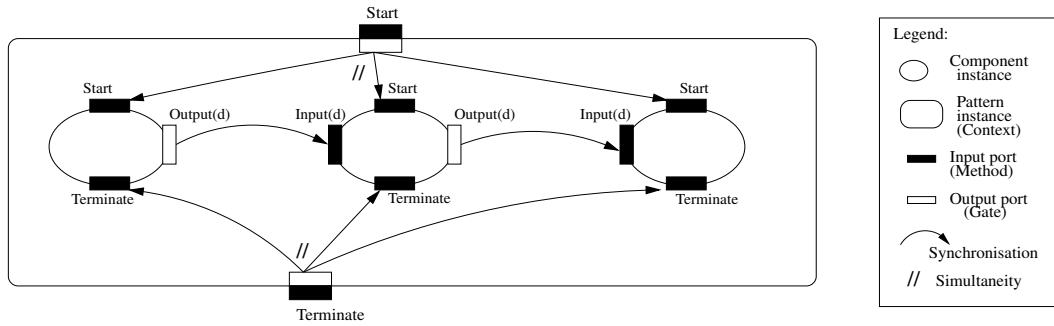 Start
//
Start
Start
Start
Output(d)
Input(d)
Output(d)
Input(d)
Terminate
Terminate
Terminate
//
Terminate
Legend:
Component
instance
Pattern
instance
(Context)
Input port
(Method)
Output port
(Gate)
Synchronisation
// Simultaneity